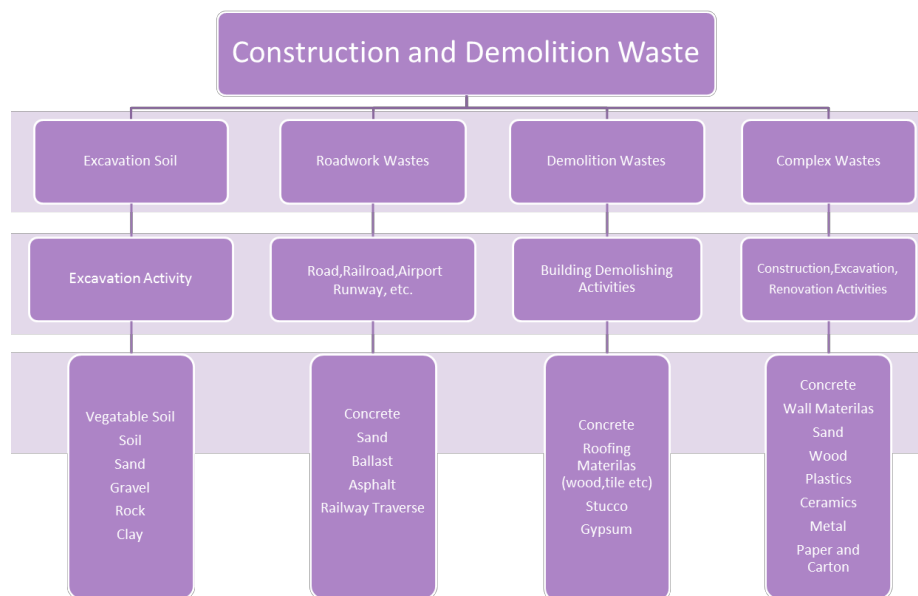 Construction and Demolition Waste
Excavation Soil
Roadwork Wastes
Demolition Wastes
Complex Wastes
Excavation Activity
Road,Railroad,Airport
Runway, etc.
Building Demolishing
Activities
Construction,Excavation,
Renovation Activities
Vegatable Soil
Soil
Sand
Gravel
Rock
Clay
Concrete
Sand
Ballast
Asphalt
Railway Traverse
Concrete
Roofing
Materilas
(wood,tile etc)
Stucco
Gypsum
Concrete
Wall Materilas
Sand
Wood
Plastics
Ceramics
Metal
Paper and
Carton